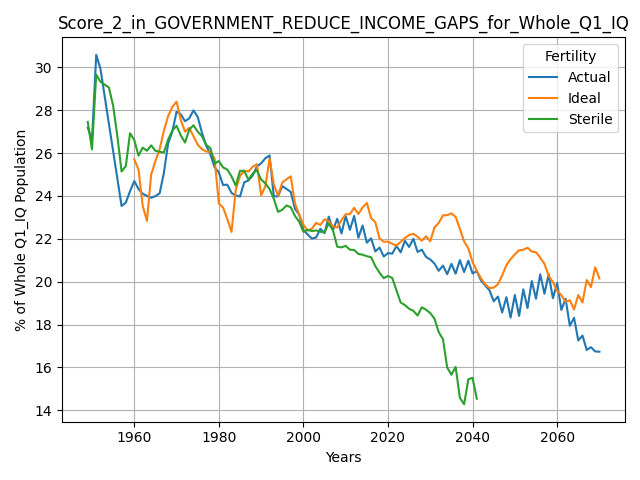 Score_2_in_GOVERNMENT_REDUCE_INCOME_GAPS_for_Whole_Q1_IQ
Fertility
Actual
Ideal
Sterile
% of Whole Q1_IQ Population
30
28
26
24
22
20
18
16
14
1960
1980
2000
2020
2040
2060
Years